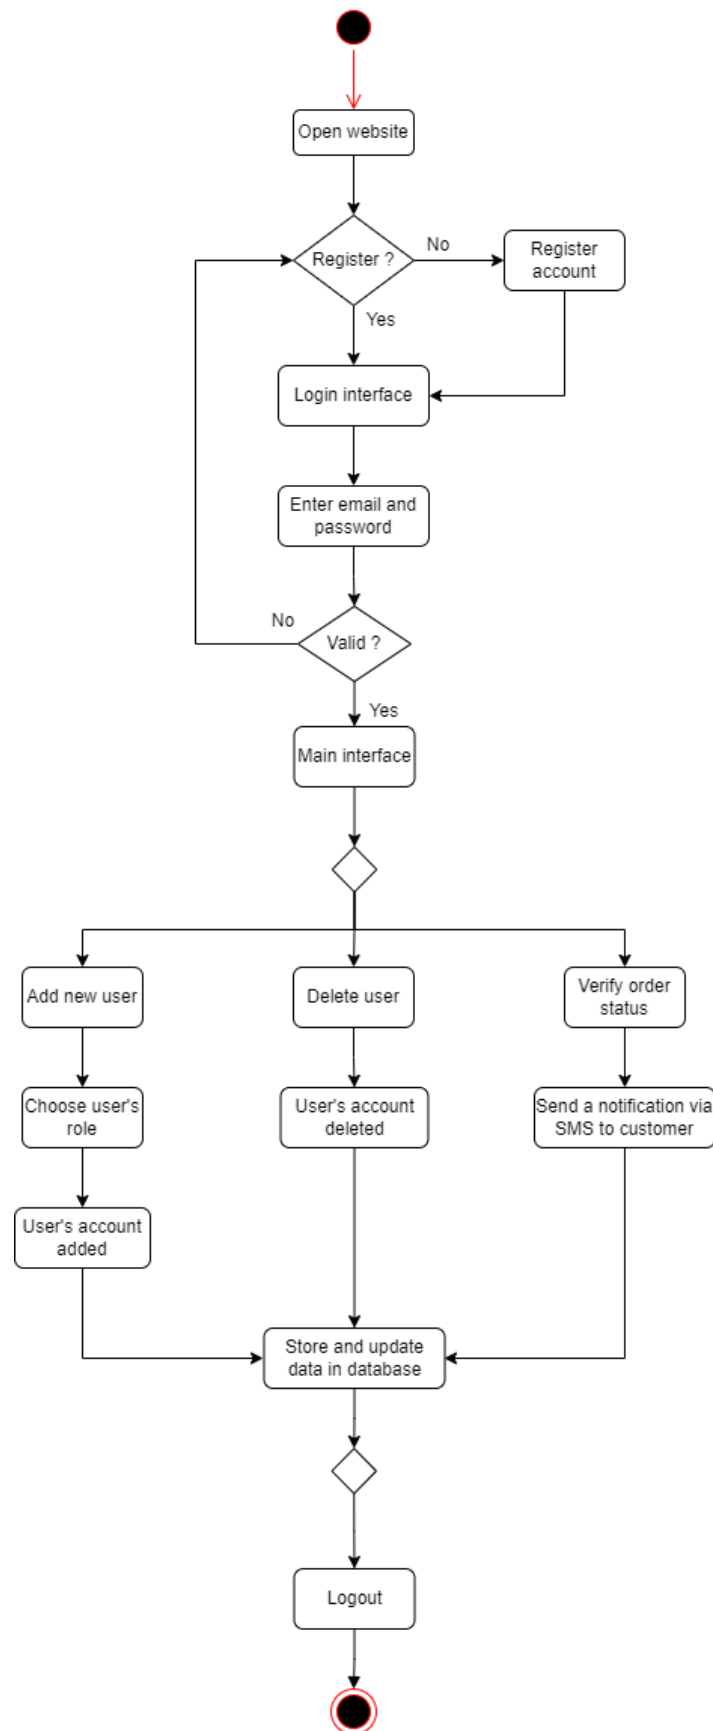 Open website
Register ?
No
Register
account
Yes
Login interface
Enter email and
password
No
Valid ?
Yes
Main interface
Add new user
Delete user
Verify order
status
Choose user's
role
User's account
deleted
Send a notification via
SMS to customer
User's account
added
Store and update
data in database
Logout